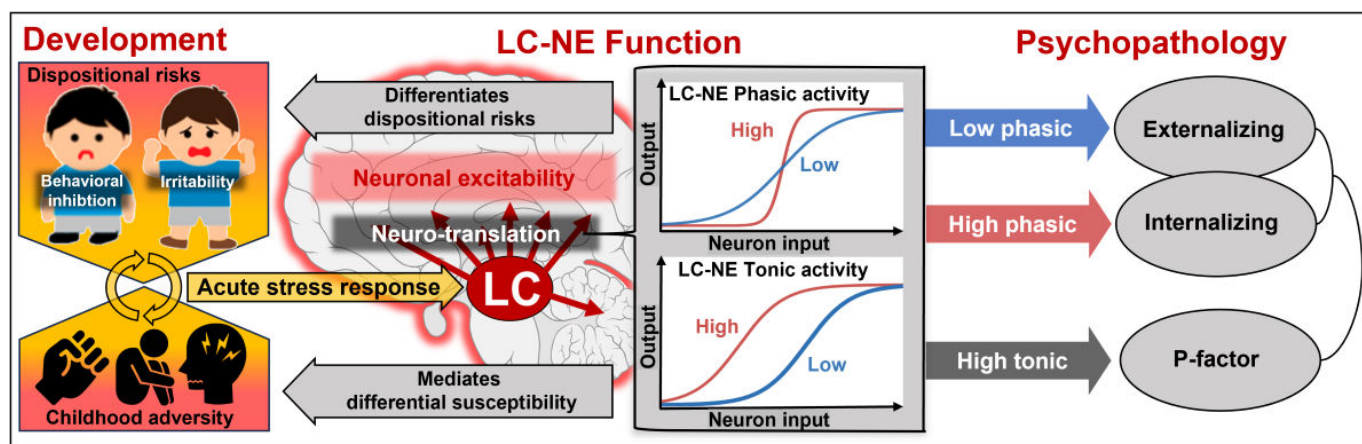 Development
LC-NE Function
Psychopathology
Dispositional risks
Behavioral
inhibtion
Irritability
Acute stress response
Childhood adversity
Differentiates
dispositional risks
Neuronal excitability
Neuro-translation
LC
Mediates
differential susceptibility
LC-NE Phasic activity
High
Low
Output
Neuron input
LC-NE Tonic activity
High
Low
Output
Neuron input
Low phasic
Externalizing
High phasic
Internalizing
High tonic
P-factor